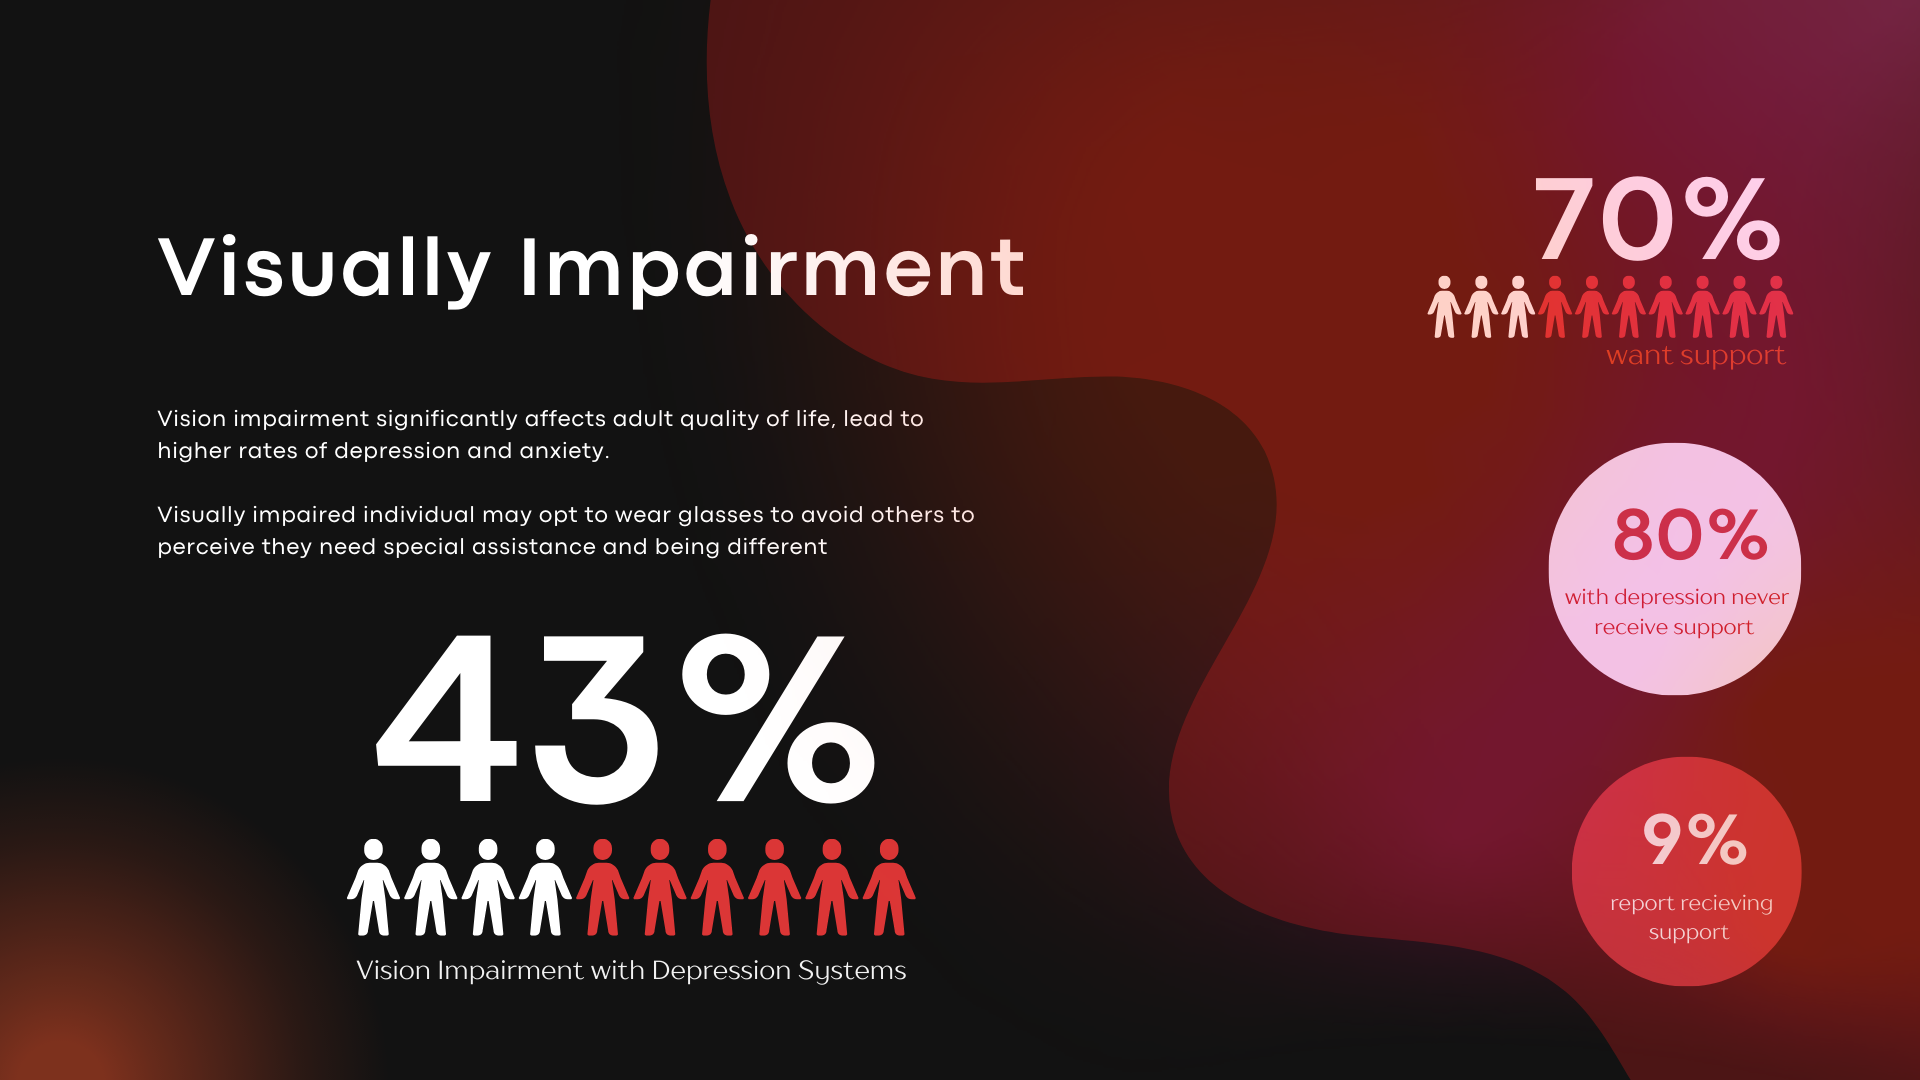 Visually Impairment
Vision impairment significantly affects adult quality of life, lead to
higher rates of depression and anxiety.
Visually impaired individual may opt to wear glasses to avoid others to
perceive they need special assistance and being different
43%
Vision Impairment with Depression Systems
70%
want support
80%
with depression never
receive support
9%
report recieving
support